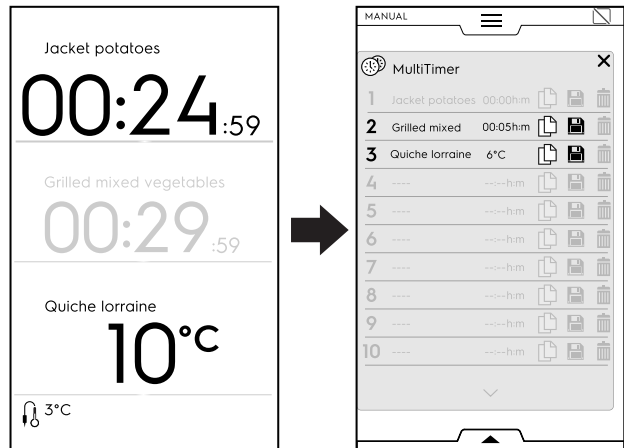 Jacket potatoes
00:24:59
Grilled mixed vegetables
00:29:59
Quiche lorraine
10°C
3°C
MANUAL
MultiTimer
1 Jacket potatoes 00:00h:m
2 Grilled mixed 00:05h:m
3 Quiche lorraine 6°C
4 ---- --:--h:m
5 ---- --:--h:m
6 ---- --:--h:m
7 ---- --:--h:m
8 ---- --:--h:m
9 ---- --:--h:m
10 ---- --:--h:m